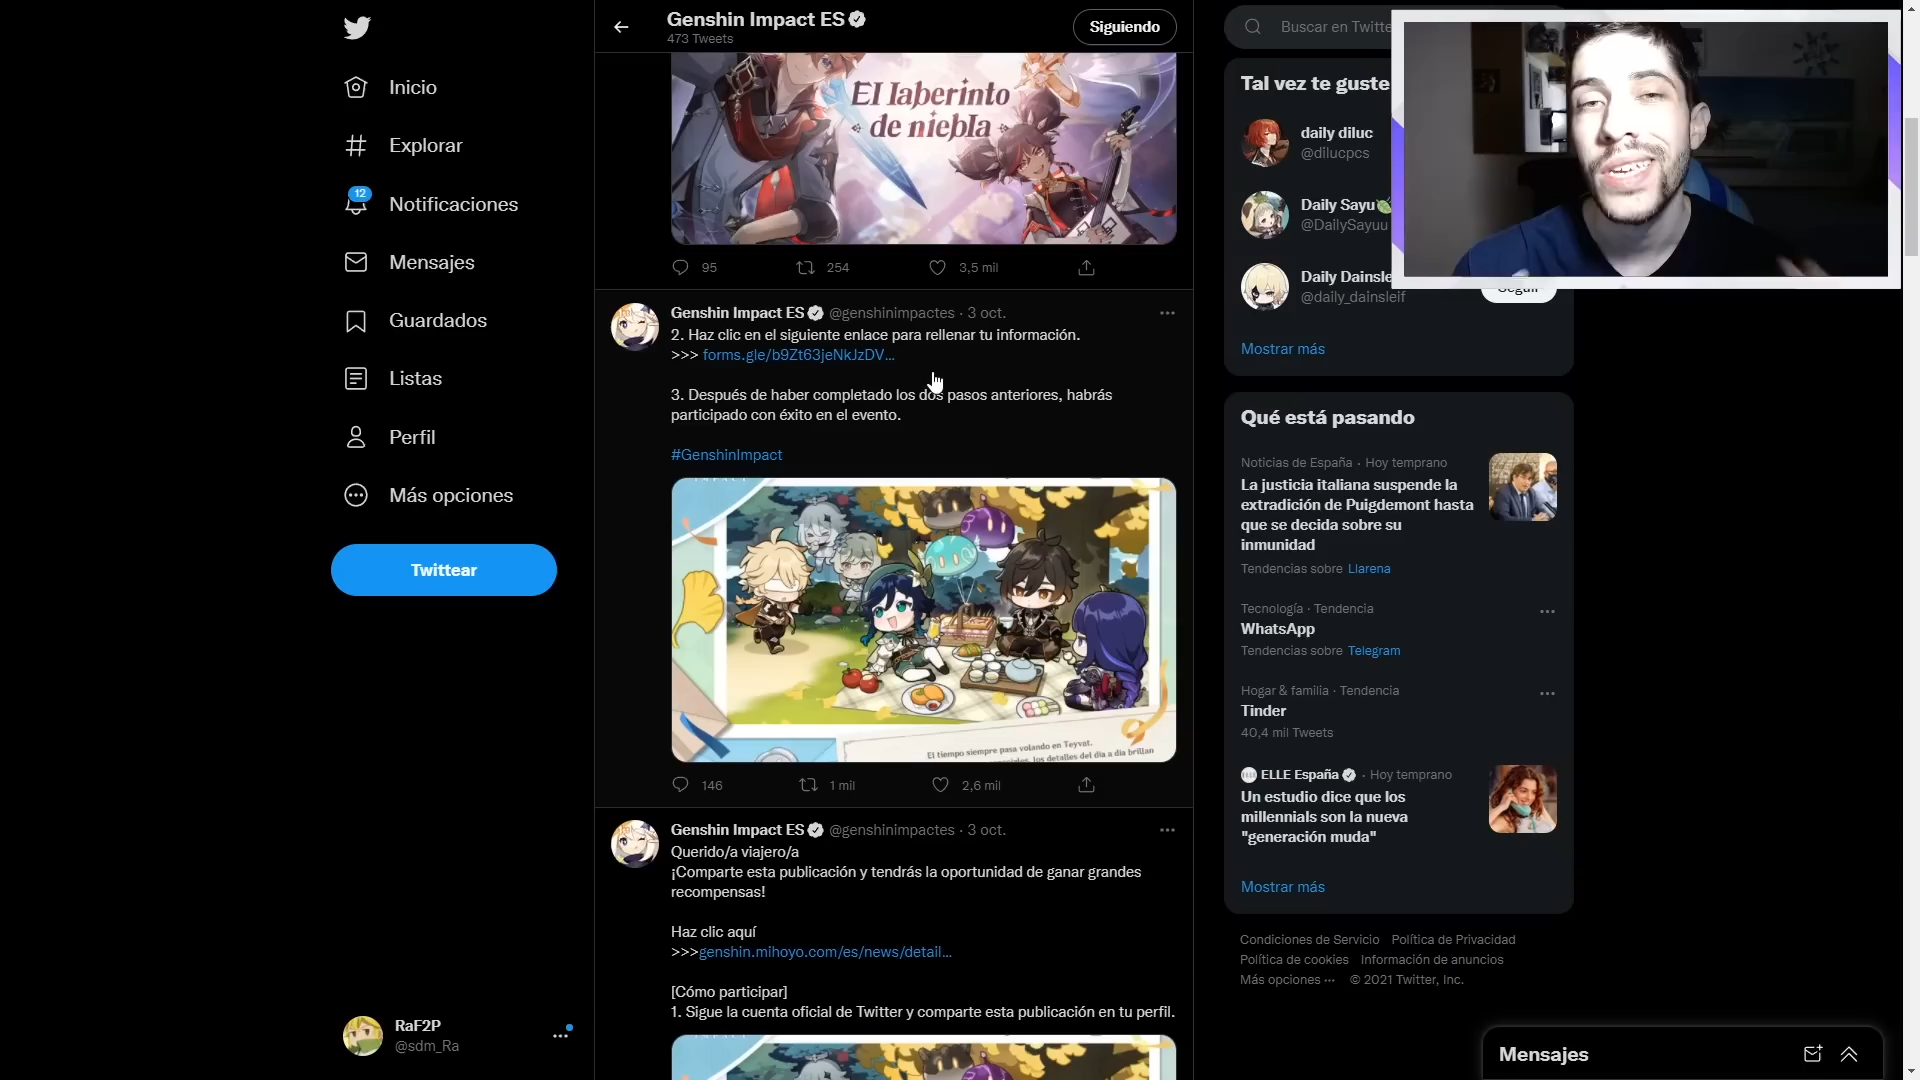 Inicio
Explorar
12
Notificaciones
Mensajes
Guardados
Listas
Perfil
Más opciones
Twittear
RaF2P
@sdm_Ra
Genshin Impact ES
473 Tweets
Siguiendo
El laberinto
de niebla
95
254
3,5 mil
Genshin Impact ES @genshinimpactes · 3 oct.
2. Haz clic en el siguiente enlace para rellenar tu información.
>>> forms.gle/b9Zt63jeNkJzDV...
3. Después de haber completado los dos pasos anteriores, habrás
participado con éxito en el evento.
#GenshinImpact
El tiempo siempre pasa volando en Teyvat.
los detalles del día a día brillan
146
1 mil
2,6 mil
Genshin Impact ES @genshinimpactes · 3 oct.
Querido/a viajero/a
¡Comparte esta publicación y tendrás la oportunidad de ganar grandes
recompensas!
Haz clic aquí
>>>genshin.mihoyo.com/es/news/detail...
[Cómo participar]
1. Sigue la cuenta oficial de Twitter y comparte esta publicación en tu perfil.
Buscar en Twitte
Tal vez te guste
daily diluc
@dilucpcs
Daily Sayu
@DailySayuu
Daily Dainsle
@daily_dainsleif
Seguir
Mostrar más
Qué está pasando
Noticias de España · Hoy temprano
La justicia italiana suspende la
extradición de Puigdemont hasta
que se decida sobre su
inmunidad
Tendencias sobre Llarena
Tecnología · Tendencia
WhatsApp
Tendencias sobre Telegram
Hogar & familia · Tendencia
Tinder
40,4 mil Tweets
ELLE España · Hoy temprano
Un estudio dice que los
millennials son la nueva
"generación muda"
Mostrar más
Condiciones de Servicio Política de Privacidad
Política de cookies Información de anuncios
Más opciones ··· © 2021 Twitter, Inc.
Mensajes